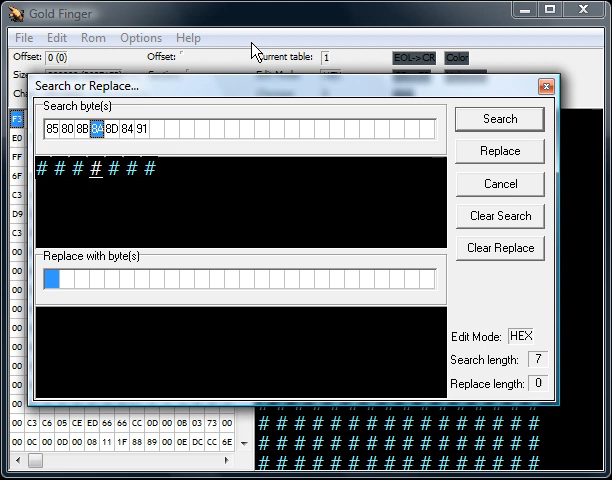 Gold Finger
File Edit Rom Options Help
Offset: 0 (0) Offset: Current table: 1 EOL->CR Color
Search or Replace...
Search byte(s)
85 80 8B 8A 8D 84 91
# # # # # # #
Replace with byte(s)
Search
Replace
Cancel
Clear Search
Clear Replace
Edit Mode: HEX
Search length: 7
Replace length: 0
F3
E0
FF
6F
C3
D9
C3
00
00
00
00
00
00
00
00
00 C3 C6 05 CE ED 66 66 CC 0D 00 0B 03 73 00
00 0C 00 0D 00 08 11 1F 88 89 00 0E DC CC 6E
# # # # # # # # # # # # # # #
# # # # # # # # # # # # # # #
# # # # # # # # # # # # # # #
# # # # # # # # # # # # # # #